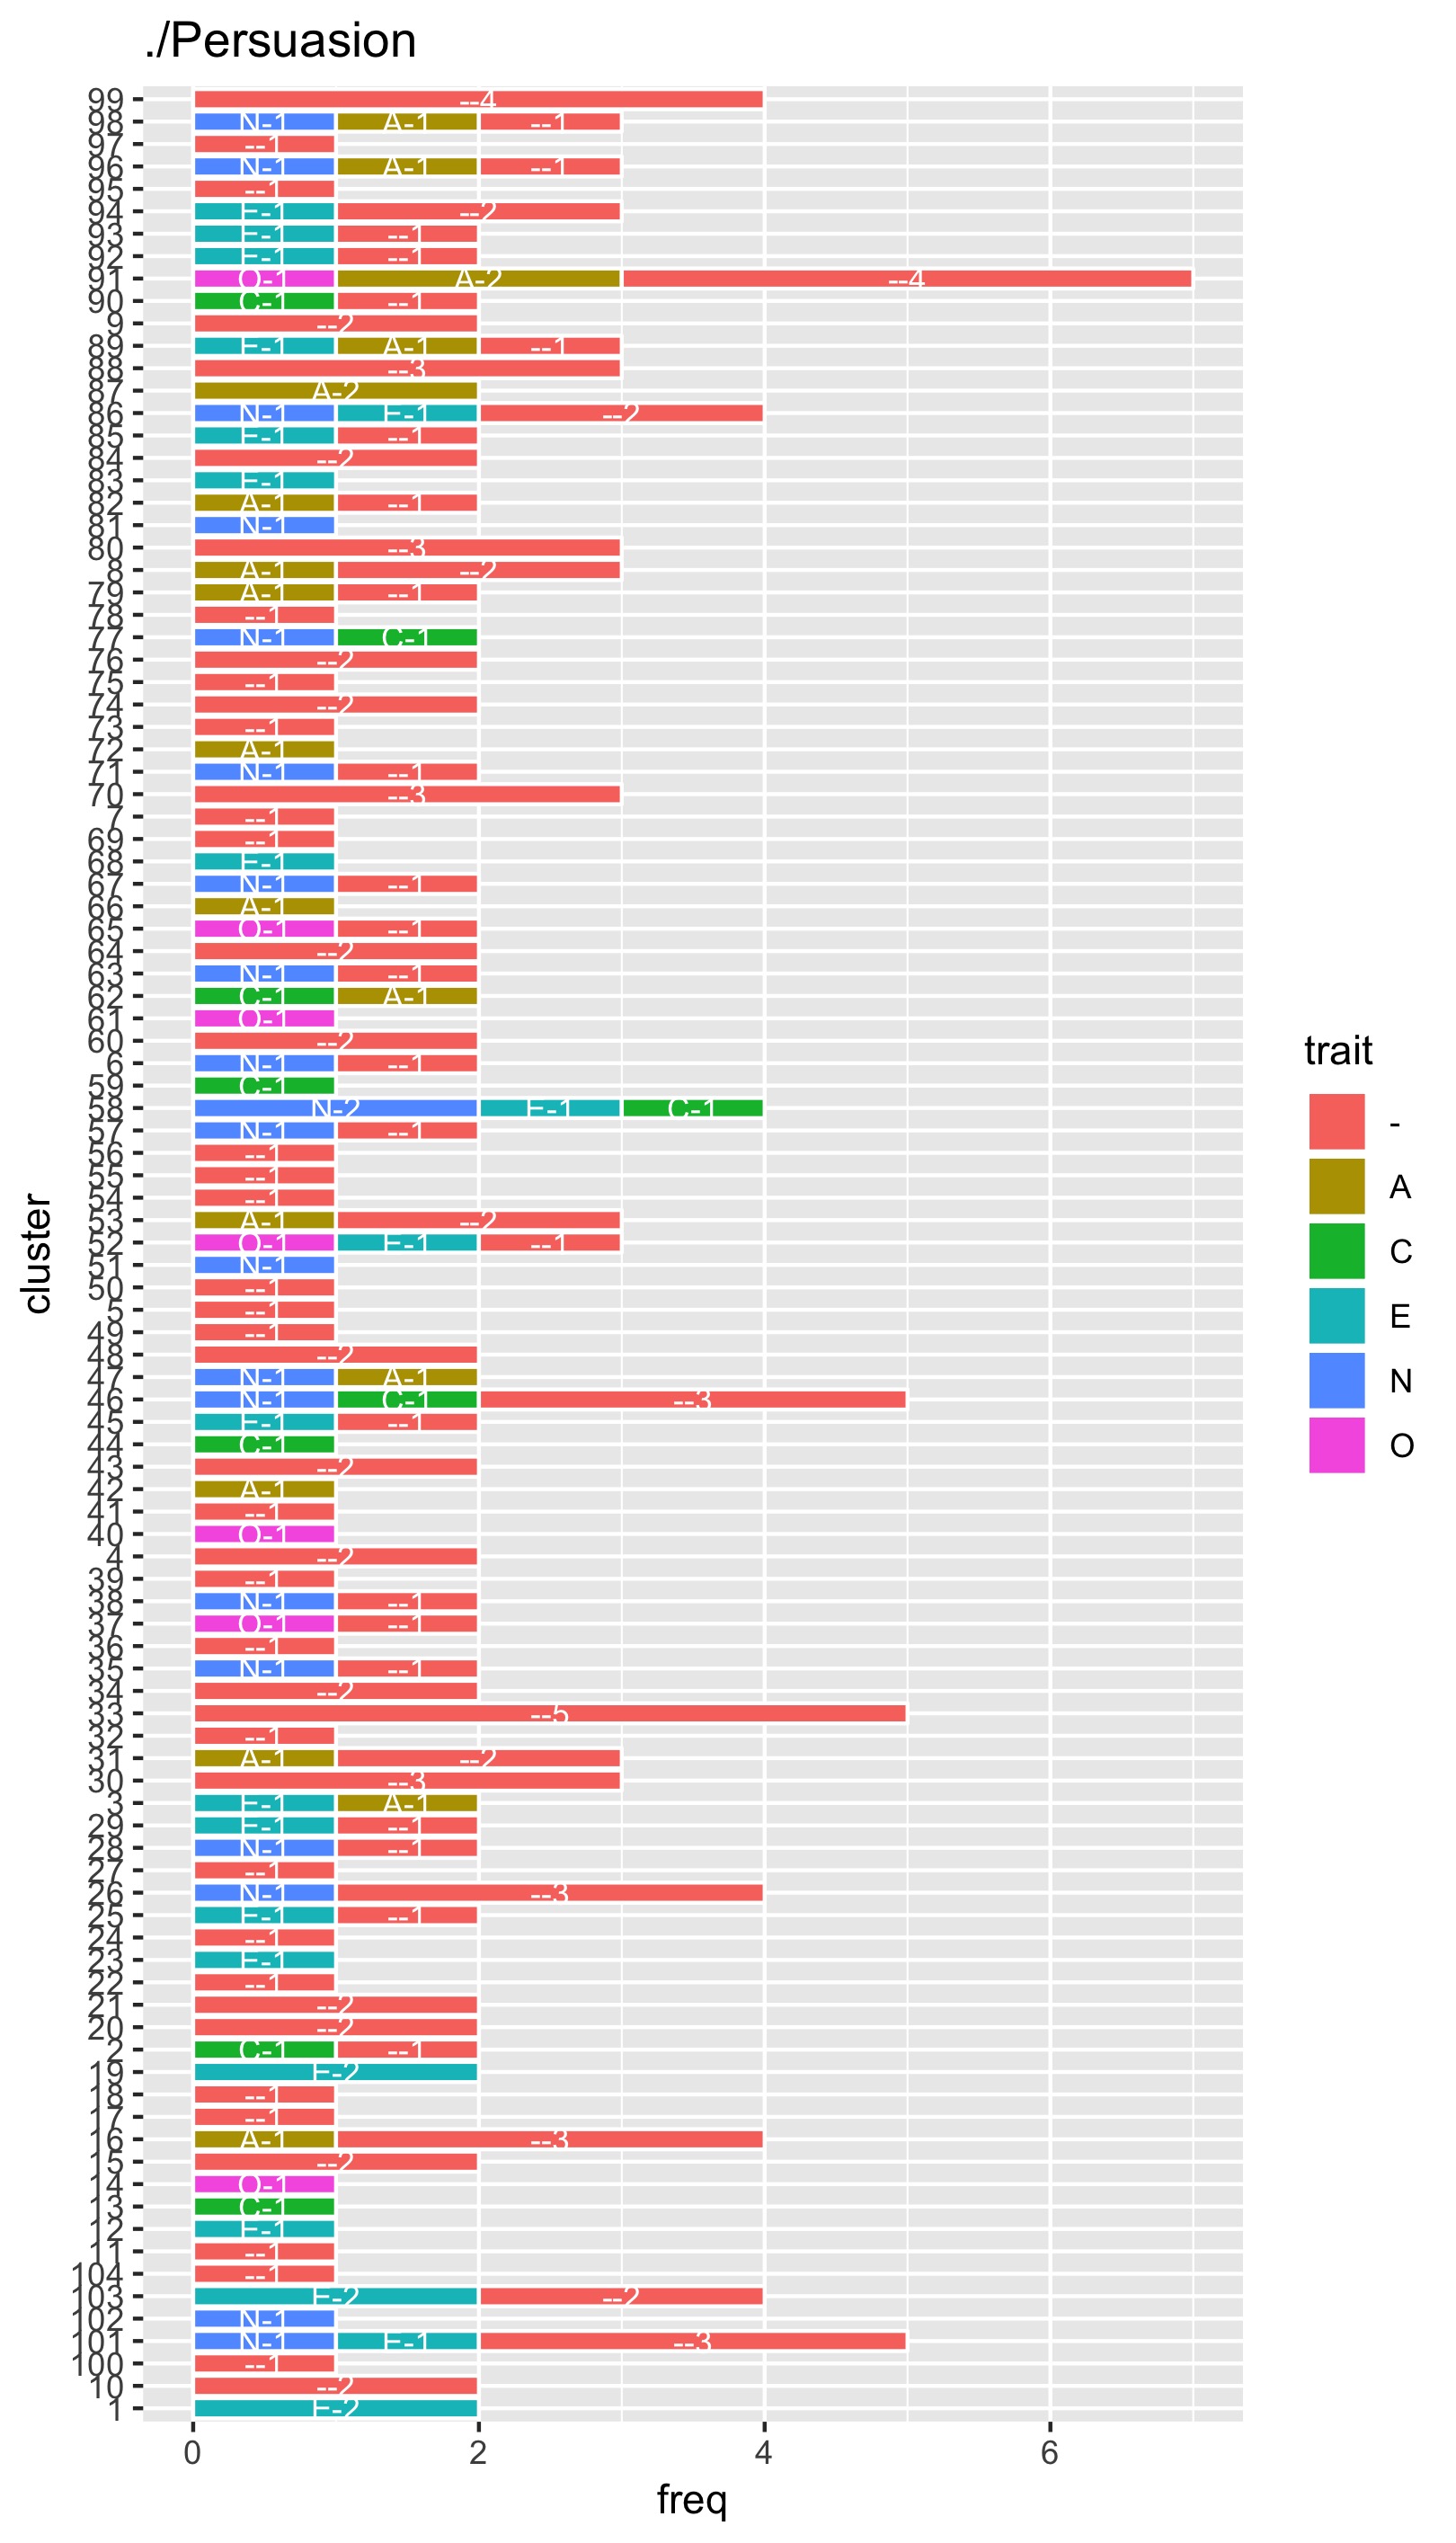 ./Persuasion
99 --4
98 N-1 A-1 --1
97 --1
96 N-1 A-1 --1
95 --1
94 E-1 --2
93 E-1 --1
92 E-1 --1
91 O-1 A-2 --4
90 C-1 --1
9 --2
89 E-1 A-1 --1
88 --3
87 A-2
86 N-1 E-1 --2
85 E-1 --1
84 --2
83 E-1
82 A-1 --1
81 N-1
80 --3
8 A-1 --2
79 A-1 --1
78 --1
77 N-1 C-1
76 --2
75 --1
74 --2
73 --1
72 A-1
71 N-1 --1
70 --3
7 --1
69 --1
68 E-1
67 N-1 --1
66 A-1
65 O-1 --1
64 --2
63 N-1 --1
62 C-1 A-1
61 O-1
60 --2
6 N-1 --1
59 C-1
58 N-2 E-1 C-1
57 N-1 --1
56 --1
55 --1
54 --1
53 A-1 --2
52 O-1 E-1 --1
51 N-1
50 --1
5 --1
49 --1
48 --2
47 N-1 A-1
46 N-1 C-1 --3
45 E-1 --1
44 C-1
43 --2
42 A-1
41 --1
40 O-1
4 --2
39 --1
38 N-1 --1
37 O-1 --1
36 --1
35 N-1 --1
34 --2
33 --5
32 --1
31 A-1 --2
30 --3
3 E-1 A-1
29 E-1 --1
28 N-1 --1
27 --1
26 N-1 --3
25 E-1 --1
24 --1
23 E-1
22 --1
21 --2
20 --2
2 C-1 --1
19 E-2
18 --1
17 --1
16 A-1 --3
15 --2
14 O-1
13 C-1
12 E-1
11 --1
104 --1
103 E-2 --2
102 N-1
101 N-1 E-1 --3
100 --1
10 --2
1 E-2
0 2 4 6
freq
cluster
trait
-
A
C
E
N
O